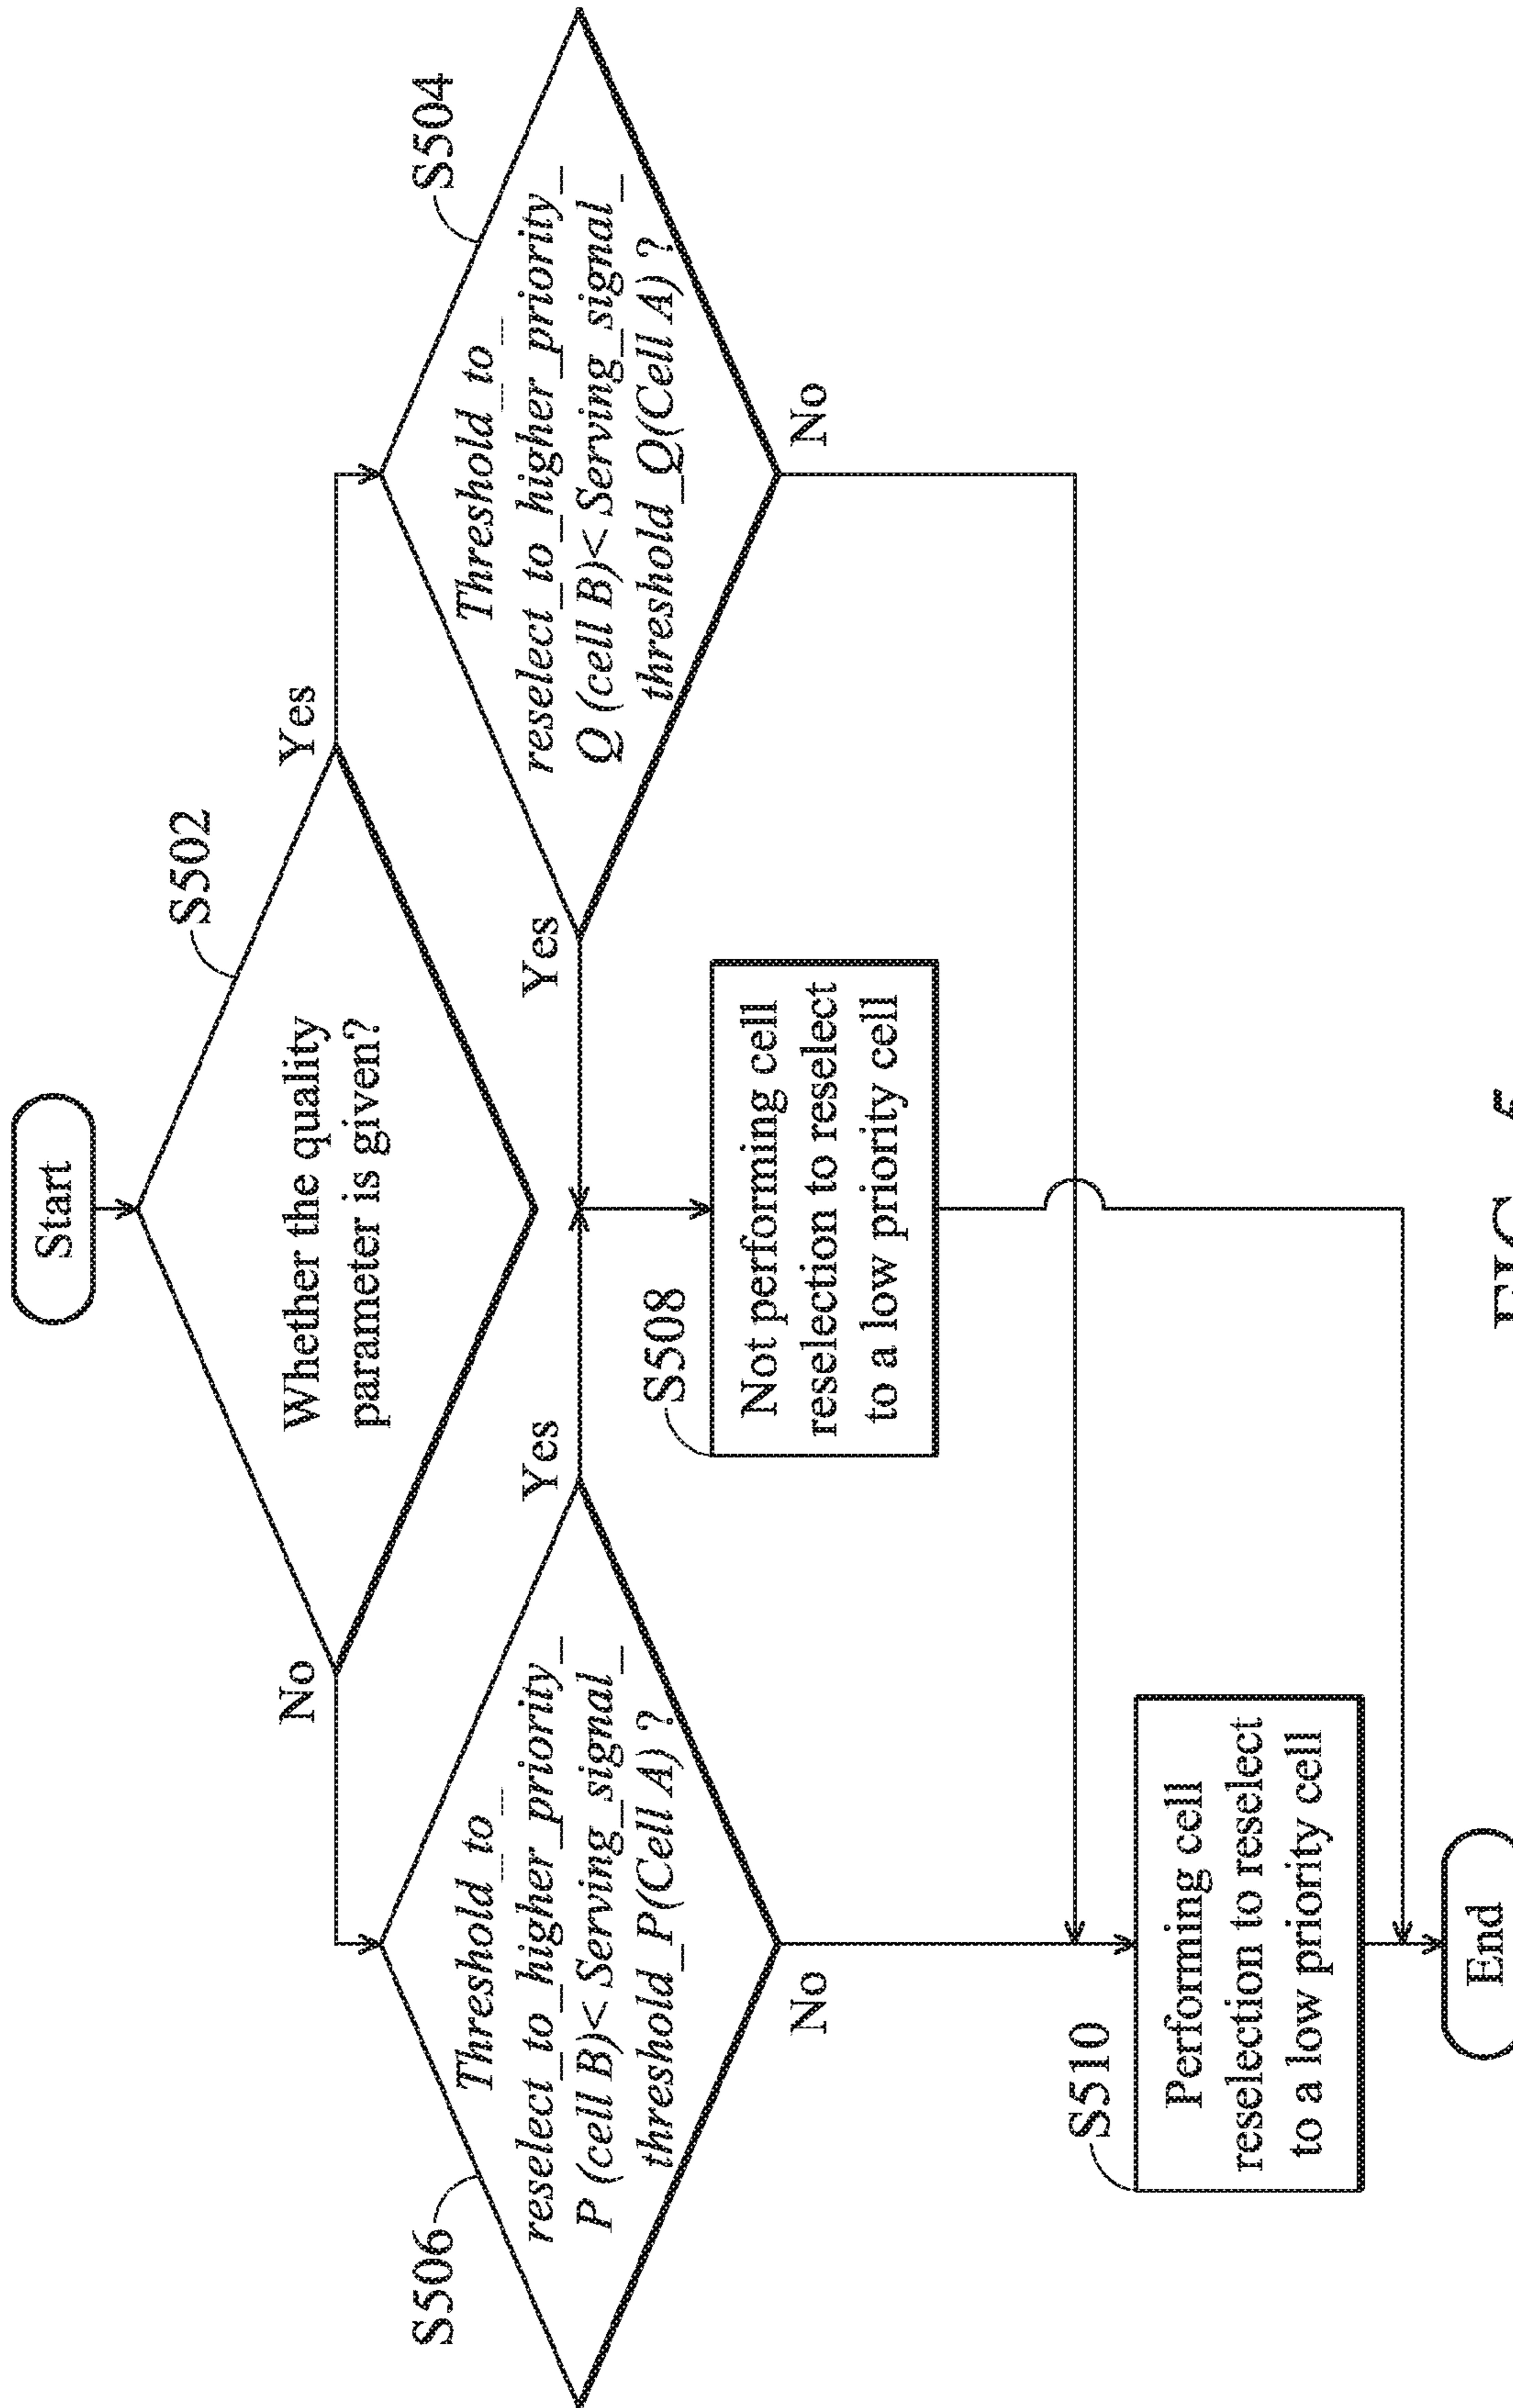 Start
S502
Whether the quality
parameter is given?
No
Yes
S506
Threshold_to_
reselect_to_higher_priority_
P (cell B)< Serving_signal_
threshold_P(Cell A) ?
Yes
No
S504
Threshold_to_
reselect_to_higher_priority_
Q (cell B)< Serving_signal_
threshold_Q(Cell A) ?
Yes
No
S508
Not performing cell
reselection to reselect
to a low priority cell
S510
Performing cell
reselection to reselect
to a low priority cell
End